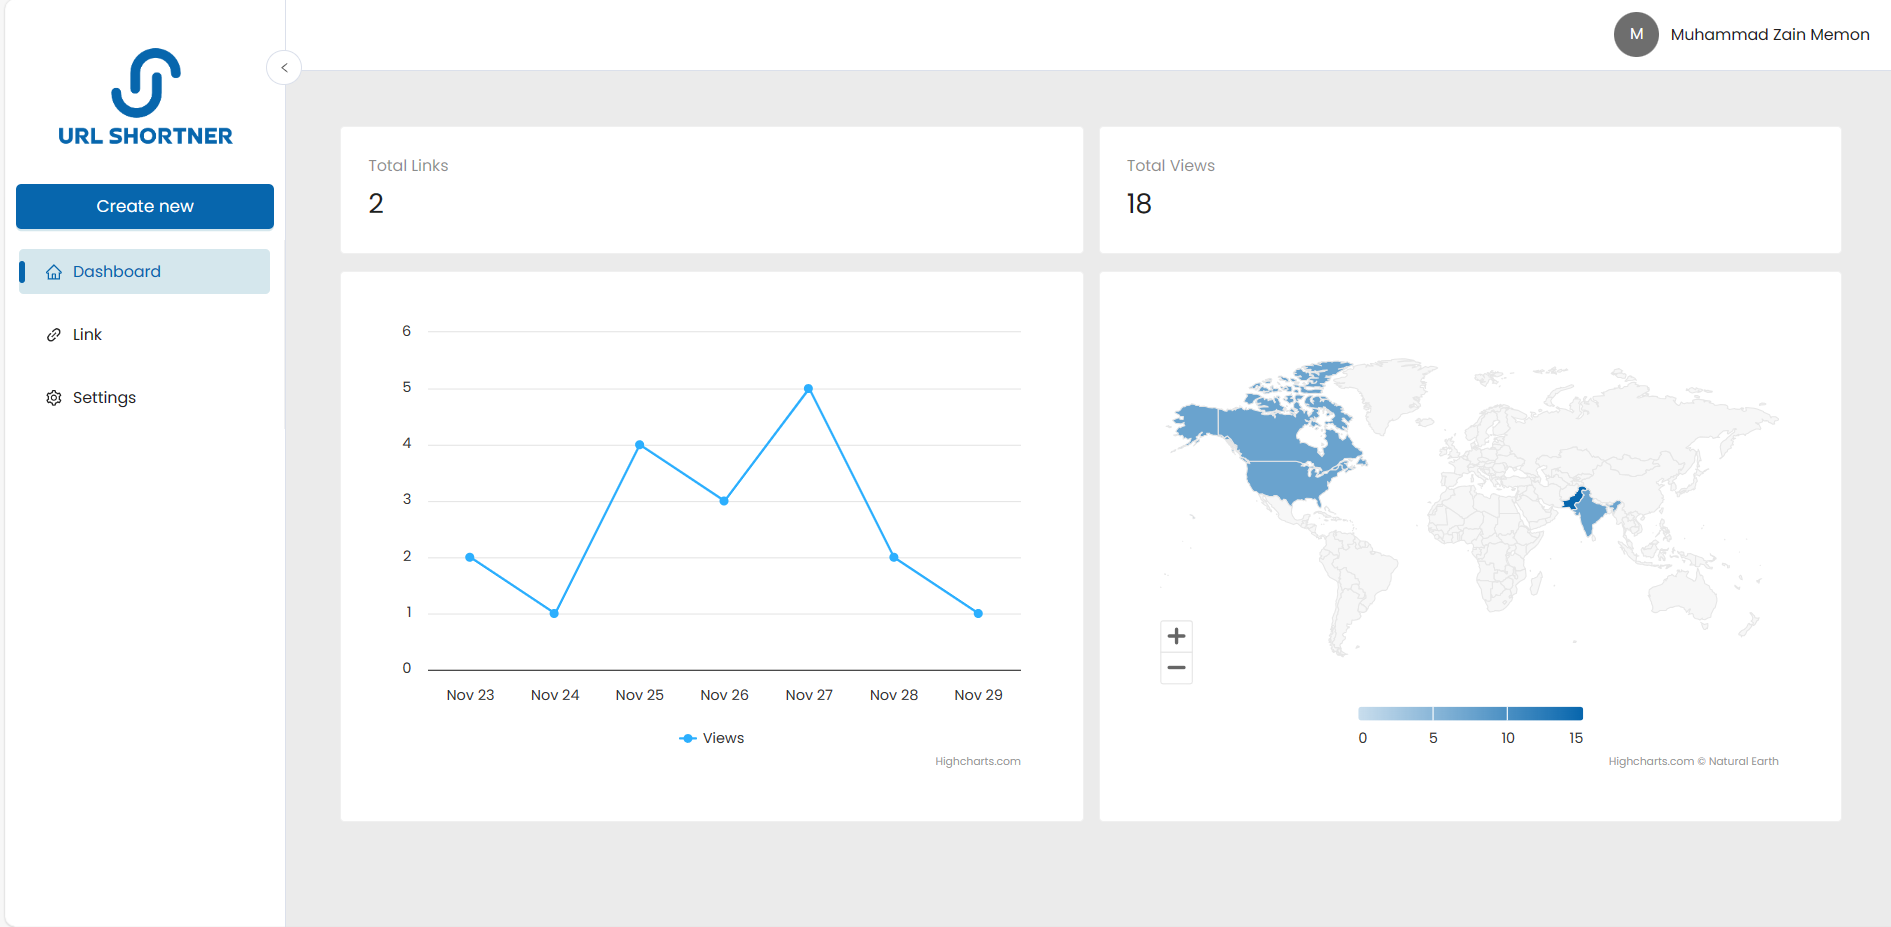 M
Muhammad Zain Memon
URL SHORTNER
Create new
Dashboard
Link
Settings
Total Links
2
Total Views
18
6
5
4
3
2
1
0
Nov 23 Nov 24 Nov 25 Nov 26 Nov 27 Nov 28 Nov 29
Views
Highcharts.com
0 5 10 15
Highcharts.com © Natural Earth